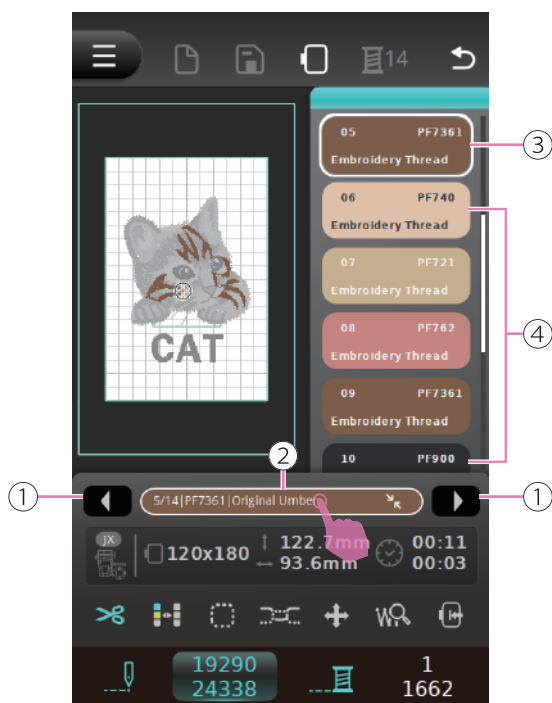 14
05 PF7361
Embroidery Thread
③
06 PF740
Embroidery Thread
07 PF721
Embroidery Thread
08 PF762
Embroidery Thread
④
09 PF7361
Embroidery Thread
10 PF900
CAT
②
① 5/14|PF7361|Original Umber ①
JX
120x180
122.7mm
93.6mm
00:11
00:03
19290
24338
1
1662